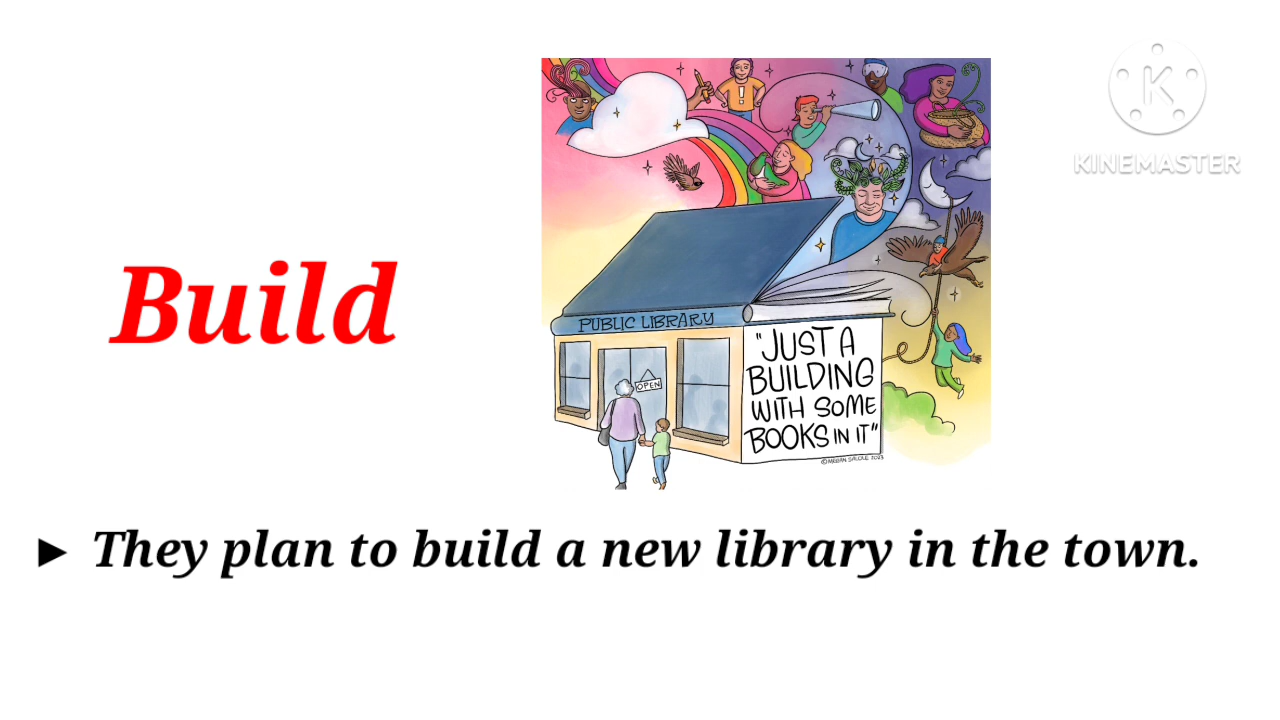 K
KINEMASTER
Build
PUBLIC LIBRARY
OPEN
"JUST A
BUILDING
WITH SOME
BOOKS IN IT"
► They plan to build a new library in the town.